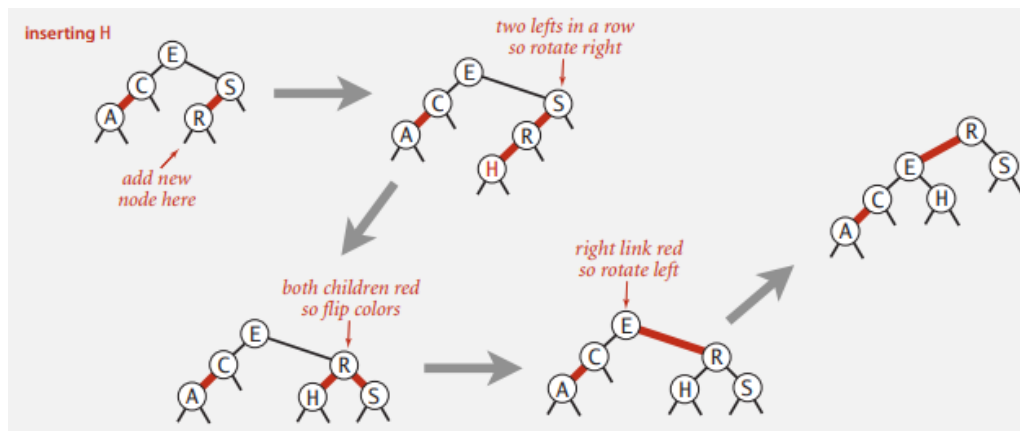 inserting H
E
C
S
A
R
add new
node here
two lefts in a row
so rotate right
E
C
S
A
R
H
both children red
so flip colors
E
C
R
A
H
S
right link red
so rotate left
E
C
R
A
H
S
R
E
S
C
H
A